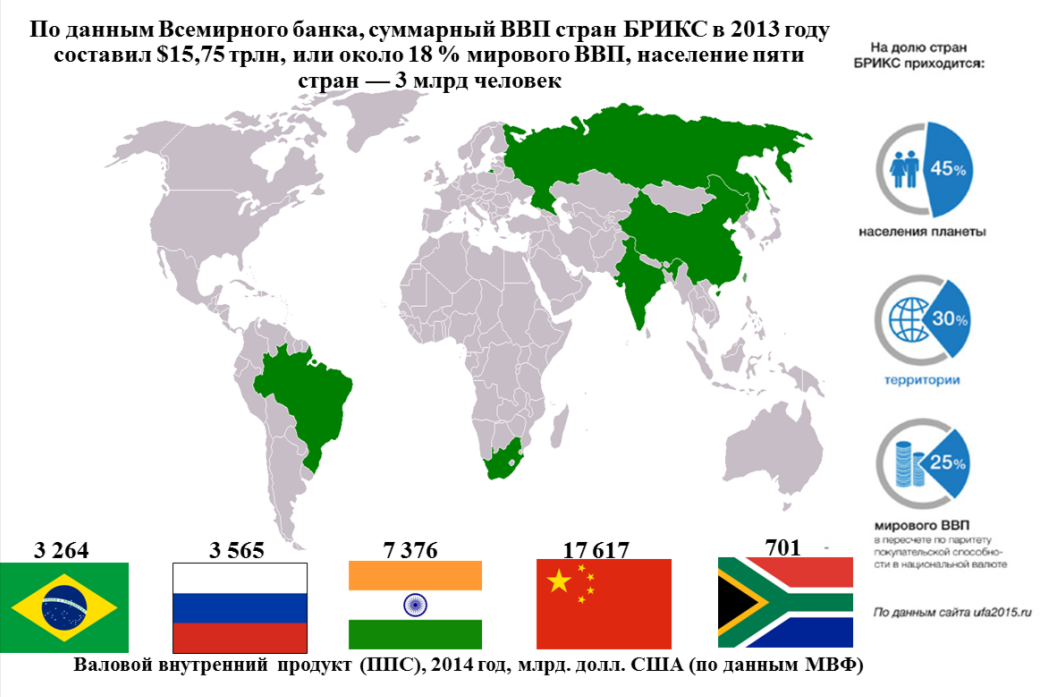 По данным Всемирного банка, суммарный ВВП стран БРИКС в 2013 году
составил $15,75 трлн, или около 18 % мирового ВВП, население пяти
стран — 3 млрд человек
На долю стран
БРИКС приходится:
45%
населения планеты
30%
территории
25%
мирового ВВП
в пересчете по паритету
покупательской способно-
сти в национальной валюте
По данным сайта ufa2015.ru
3 264
3 565
7 376
17 617
701 -
Валовой внутренний продукт (ППС), 2014 год, млрд. долл. США (по данным МВФ)